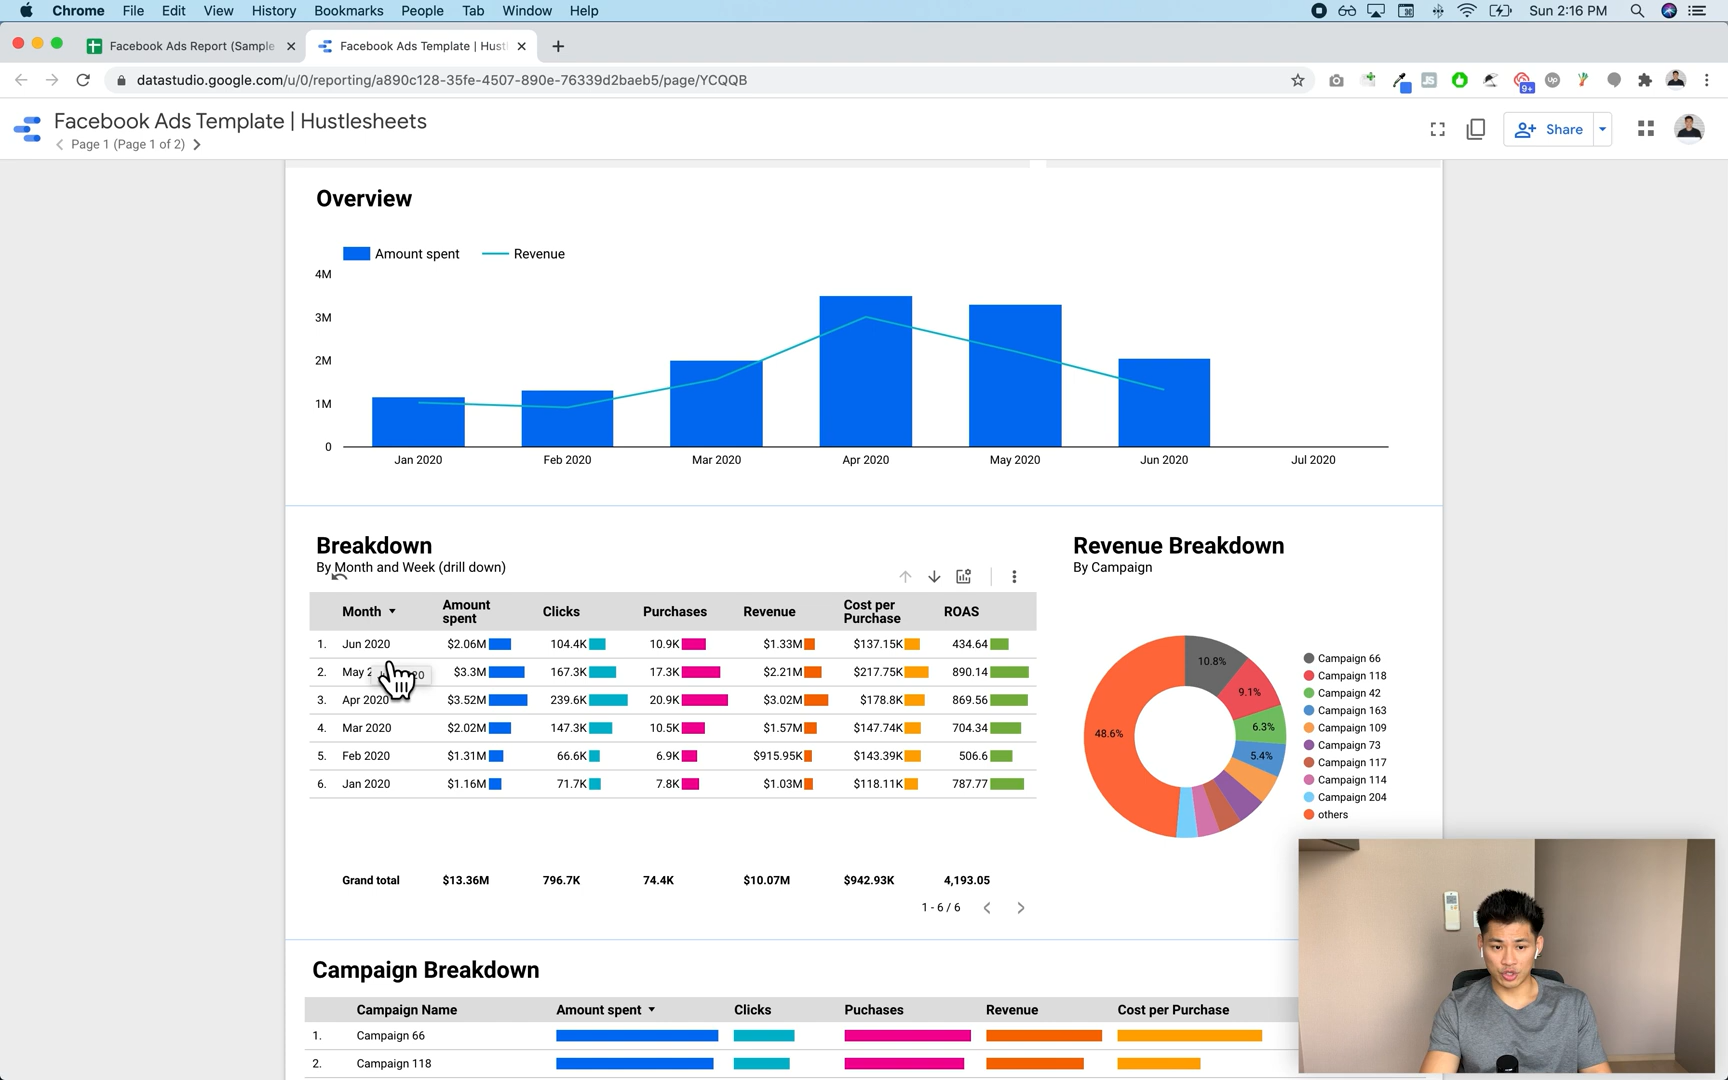 Chrome File Edit View History Bookmarks People Tab Window Help Sun 2:16 PM
Facebook Ads Report (Sample
Facebook Ads Template | Hustl
datastudio.google.com/u/0/reporting/a890c128-35fe-4507-890e-76339d2baeb5/page/YCQQB
JS
9+
Up
Facebook Ads Template | Hustlesheets
Page 1 (Page 1 of 2)
Share
Overview
Amount spent Revenue
4M
3M
2M
1M
0
Jan 2020 Feb 2020 Mar 2020 Apr 2020 May 2020 Jun 2020 Jul 2020
Breakdown
By Month and Week (drill down)
Month Amount spent Clicks Purchases Revenue Cost per Purchase ROAS
1. Jun 2020 $2.06M 104.4K 10.9K $1.33M $137.15K 434.64
2. May 2 20 $3.3M 167.3K 17.3K $2.21M $217.75K 890.14
3. Apr 2020 $3.52M 239.6K 20.9K $3.02M $178.8K 869.56
4. Mar 2020 $2.02M 147.3K 10.5K $1.57M $147.74K 704.34
5. Feb 2020 $1.31M 66.6K 6.9K $915.95K $143.39K 506.6
6. Jan 2020 $1.16M 71.7K 7.8K $1.03M $118.11K 787.77
Grand total $13.36M 796.7K 74.4K $10.07M $942.93K 4,193.05
1 - 6 / 6
Revenue Breakdown
By Campaign
10.8%
9.1%
6.3%
5.4%
48.6%
Campaign 66
Campaign 118
Campaign 42
Campaign 163
Campaign 109
Campaign 73
Campaign 117
Campaign 114
Campaign 204
others
Campaign Breakdown
Campaign Name Amount spent Clicks Puchases Revenue Cost per Purchase
1. Campaign 66
2. Campaign 118